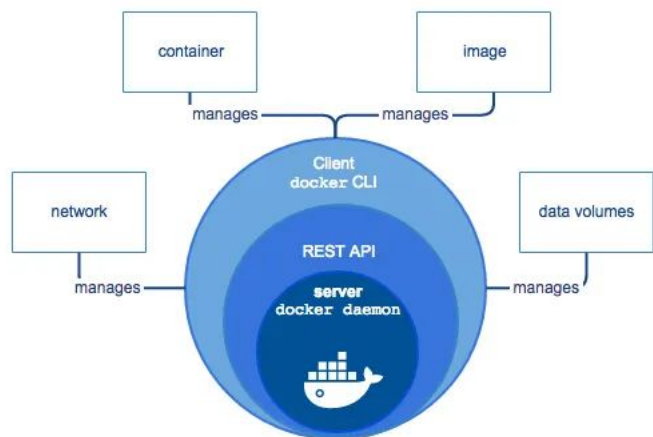 container
image
manages
manages
Client
docker CLI
network
data volumes
REST API
manages
server
docker daemon
manages